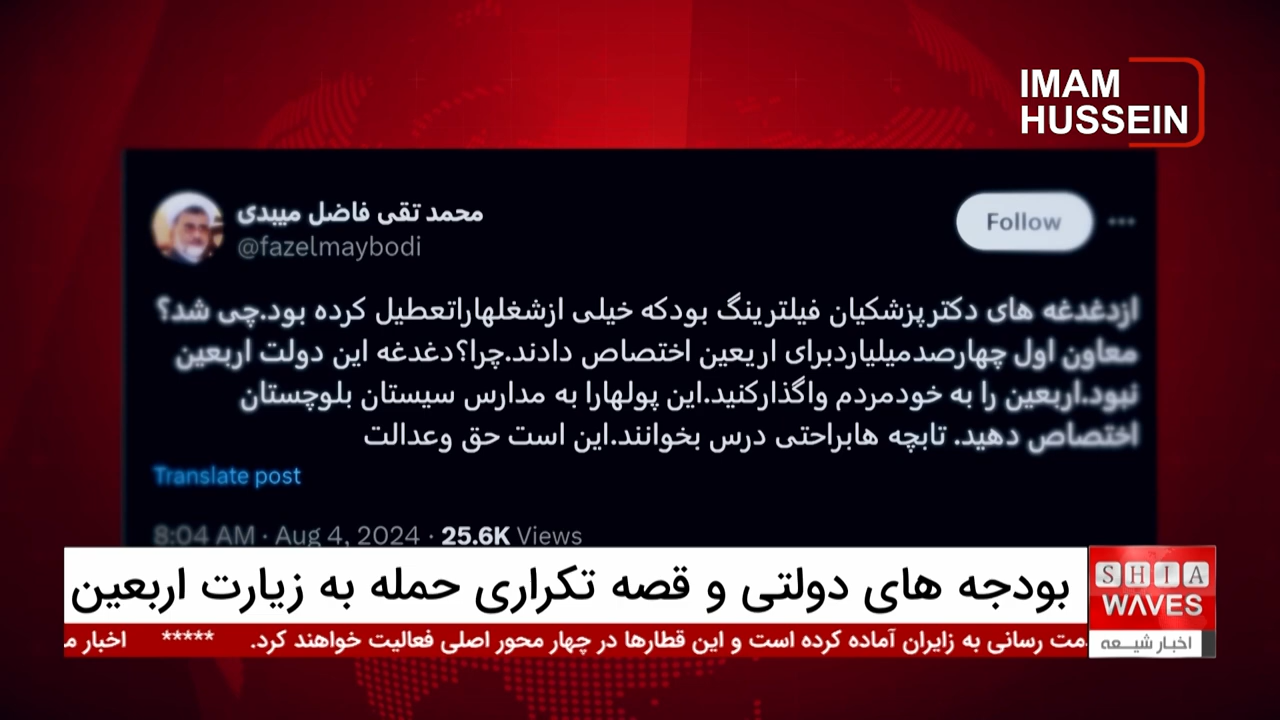 IMAM
HUSSEIN
محمد تقی فاضل میبدی
@fazelmaybodi
Follow
ازدغدغه های دکترپزشکیان فیلترینگ بودکه خیلی ازشغلهاراتعطیل کرده بود.چی شد؟
معاون اول چهارصدمیلیاردبرای اربعین اختصاص دادند.چرا؟دغدغه این دولت اربعین
نبود.اربعین را به خودمردم واگذارکنید.این پولهارا به مدارس سیستان بلوچستان
اختصاص دهید. تابچه هابراحتی درس بخوانند.این است حق وعدالت
Translate post
8:04 AM · Aug 4, 2024 · 25.6K Views
بودجه های دولتی و قصه تکراری حمله به زیارت اربعین
SHIA
WAVES
اخبار شیعه
مت رسانی به زایران آماده کرده است و این قطارها در چهار محور اصلی فعالیت خواهند کرد. ***** اخبار م